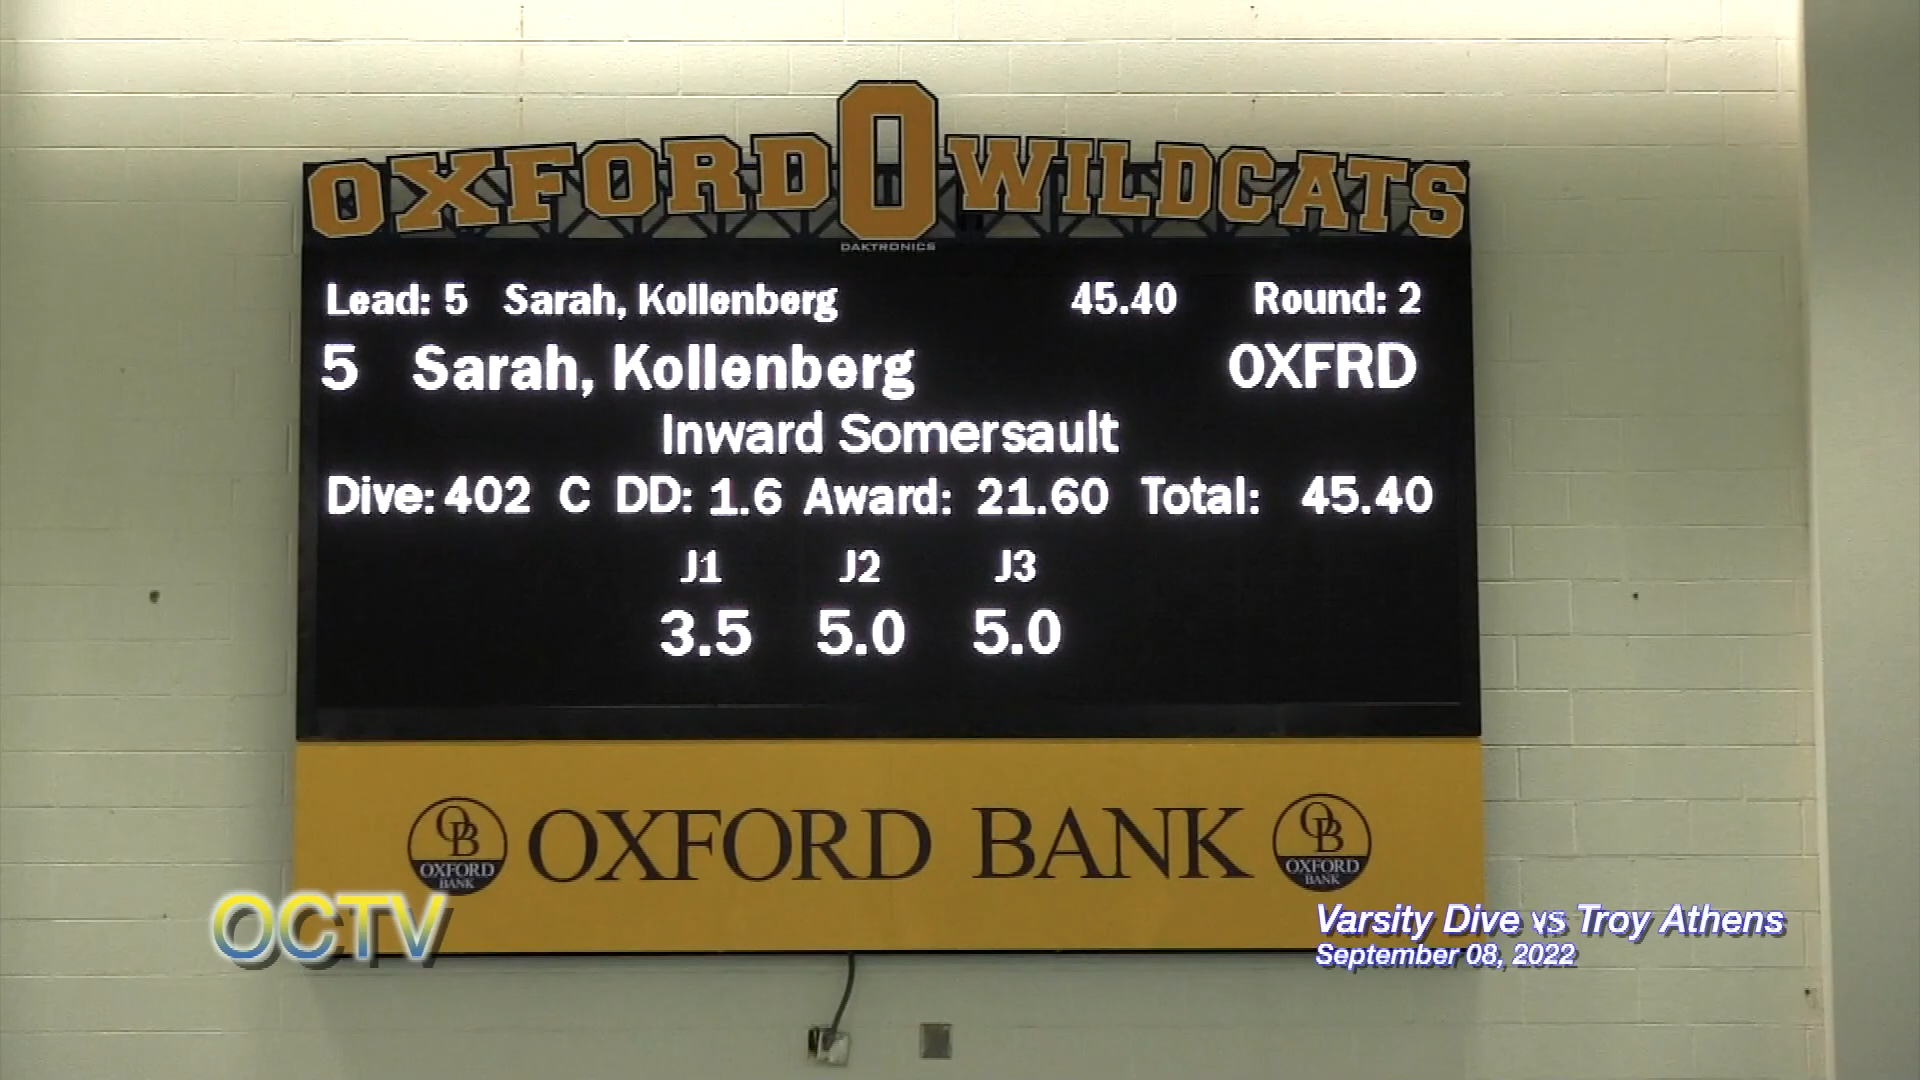 OXFORD O WILDCATS
DAKTRONICS
Lead: 5 Sarah, Kollenberg 45.40 Round: 2
5 Sarah, Kollenberg OXFRD
Inward Somersault
Dive: 402 C DD: 1.6 Award: 21.60 Total: 45.40
J1 J2 J3
3.5 5.0 5.0
OB OXFORD BANK OXFORD BANK OB OXFORD BANK
OCTV
Varsity Dive vs Troy Athens
September 08, 2022